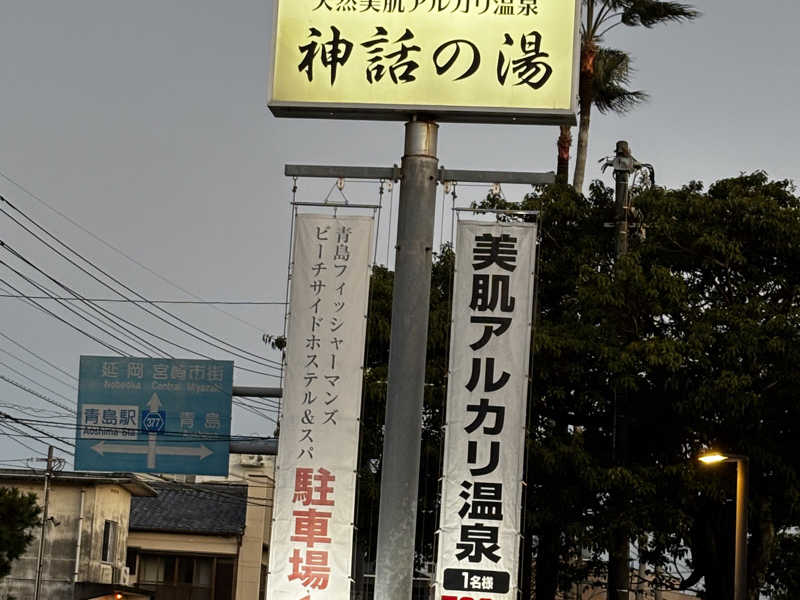 天然美肌アルカリ温泉
神話の湯
青島フィッシャーマンズ
ビーチサイドホステル&スパ
駐車場
美肌アルカリ温泉
1名様
延岡 宮崎市街
Nobeoka Central Miyazaki
青島駅
Aoshima Sta.
377
青島